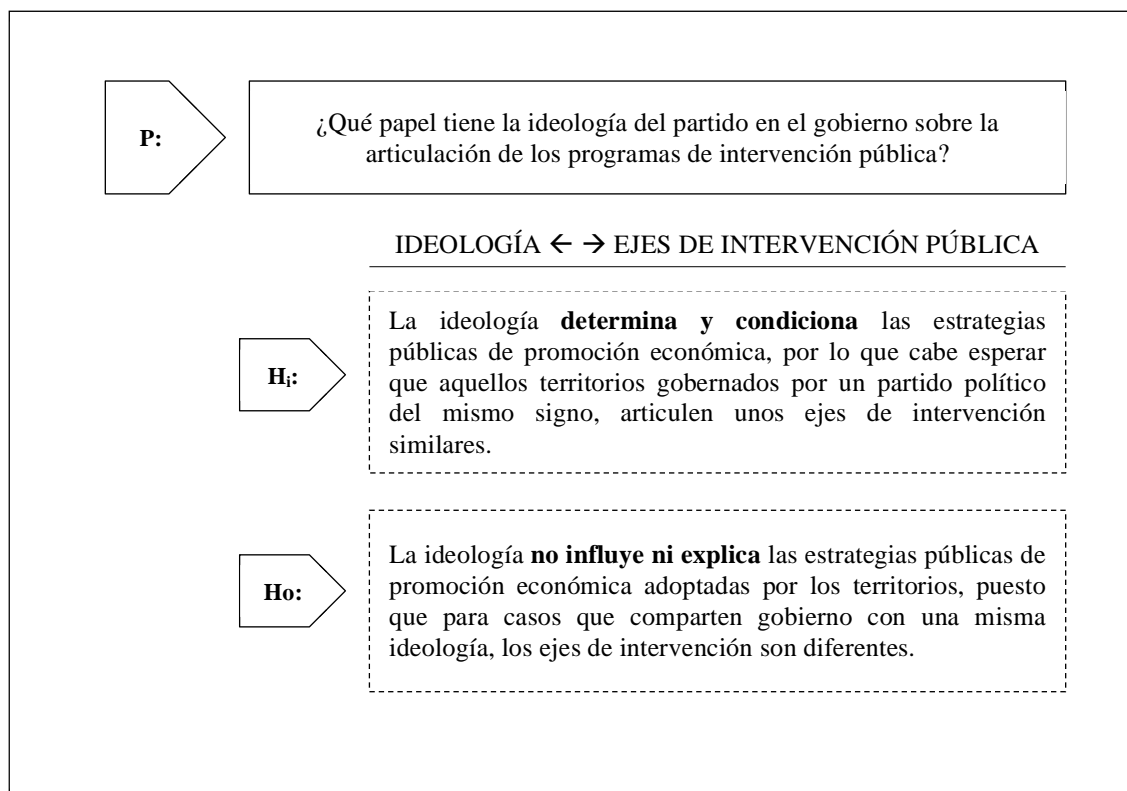 P:
¿Qué papel tiene la ideología del partido en el gobierno sobre la
articulación de los programas de intervención pública?
IDEOLOGÍA ← → EJES DE INTERVENCIÓN PÚBLICA
Hi:
La ideología determina y condiciona las estrategias
públicas de promoción económica, por lo que cabe esperar
que aquellos territorios gobernados por un partido político
del mismo signo, articulen unos ejes de intervención
similares.
Ho:
La ideología no influye ni explica las estrategias públicas de
promoción económica adoptadas por los territorios, puesto
que para casos que comparten gobierno con una misma
ideología, los ejes de intervención son diferentes.